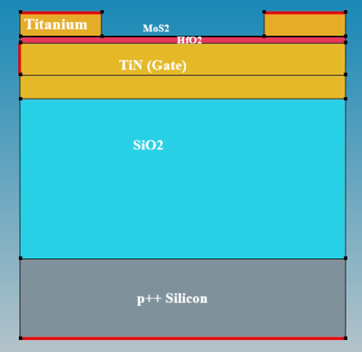 Titanium
MoS2
HfO2
TiN (Gate)
SiO2
p++ Silicon